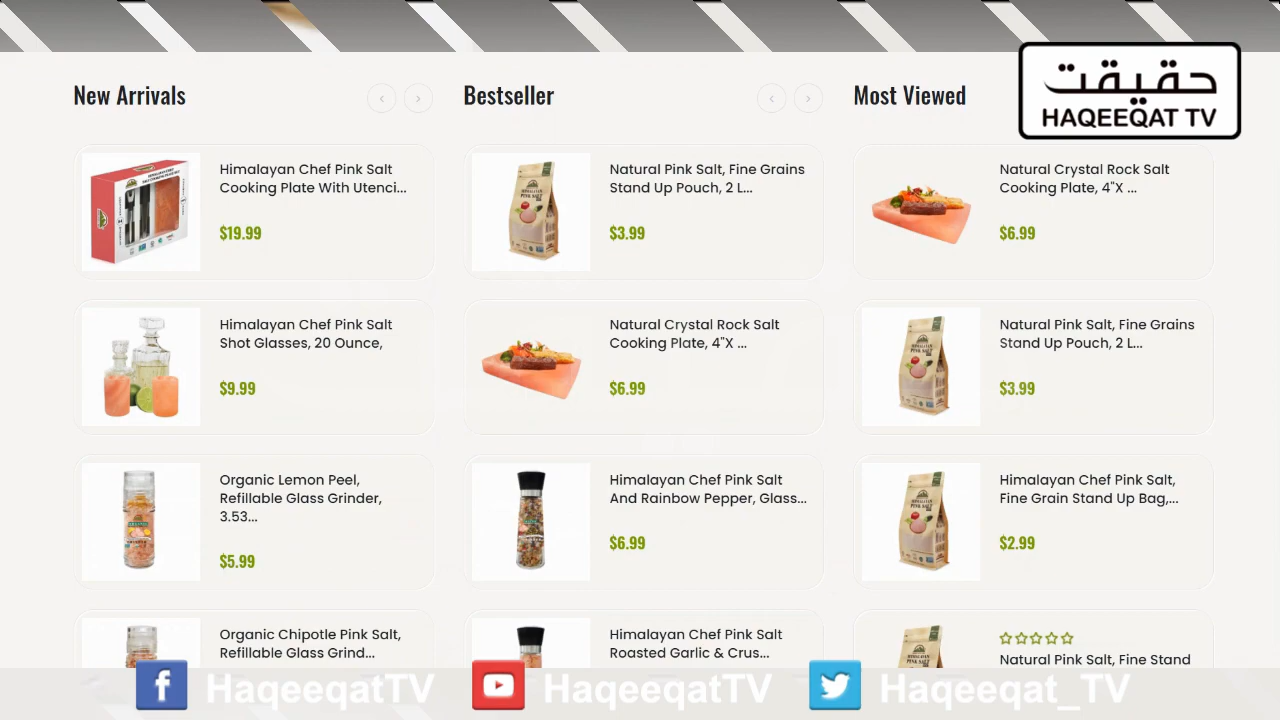 New Arrivals
Bestseller
Most Viewed
حقيقت
HAQEEQAT TV
Himalayan Chef Pink Salt
Cooking Plate With Utenci...
$19.99
Himalayan Chef Pink Salt
Shot Glasses, 20 Ounce,
$9.99
Organic Lemon Peel,
Refillable Glass Grinder,
3.53...
$5.99
Organic Chipotle Pink Salt,
Refillable Glass Grind...
Natural Pink Salt, Fine Grains
Stand Up Pouch, 2 L...
$3.99
Natural Crystal Rock Salt
Cooking Plate, 4"X ...
$6.99
Himalayan Chef Pink Salt
And Rainbow Pepper, Glass...
$6.99
Himalayan Chef Pink Salt
Roasted Garlic & Crus...
Natural Crystal Rock Salt
Cooking Plate, 4"X ...
$6.99
Natural Pink Salt, Fine Grains
Stand Up Pouch, 2 L...
$3.99
Himalayan Chef Pink Salt,
Fine Grain Stand Up Bag,...
$2.99
Natural Pink Salt, Fine Stand
HaqeeqatTV
HaqeeqatTV
Haqeeqat_TV